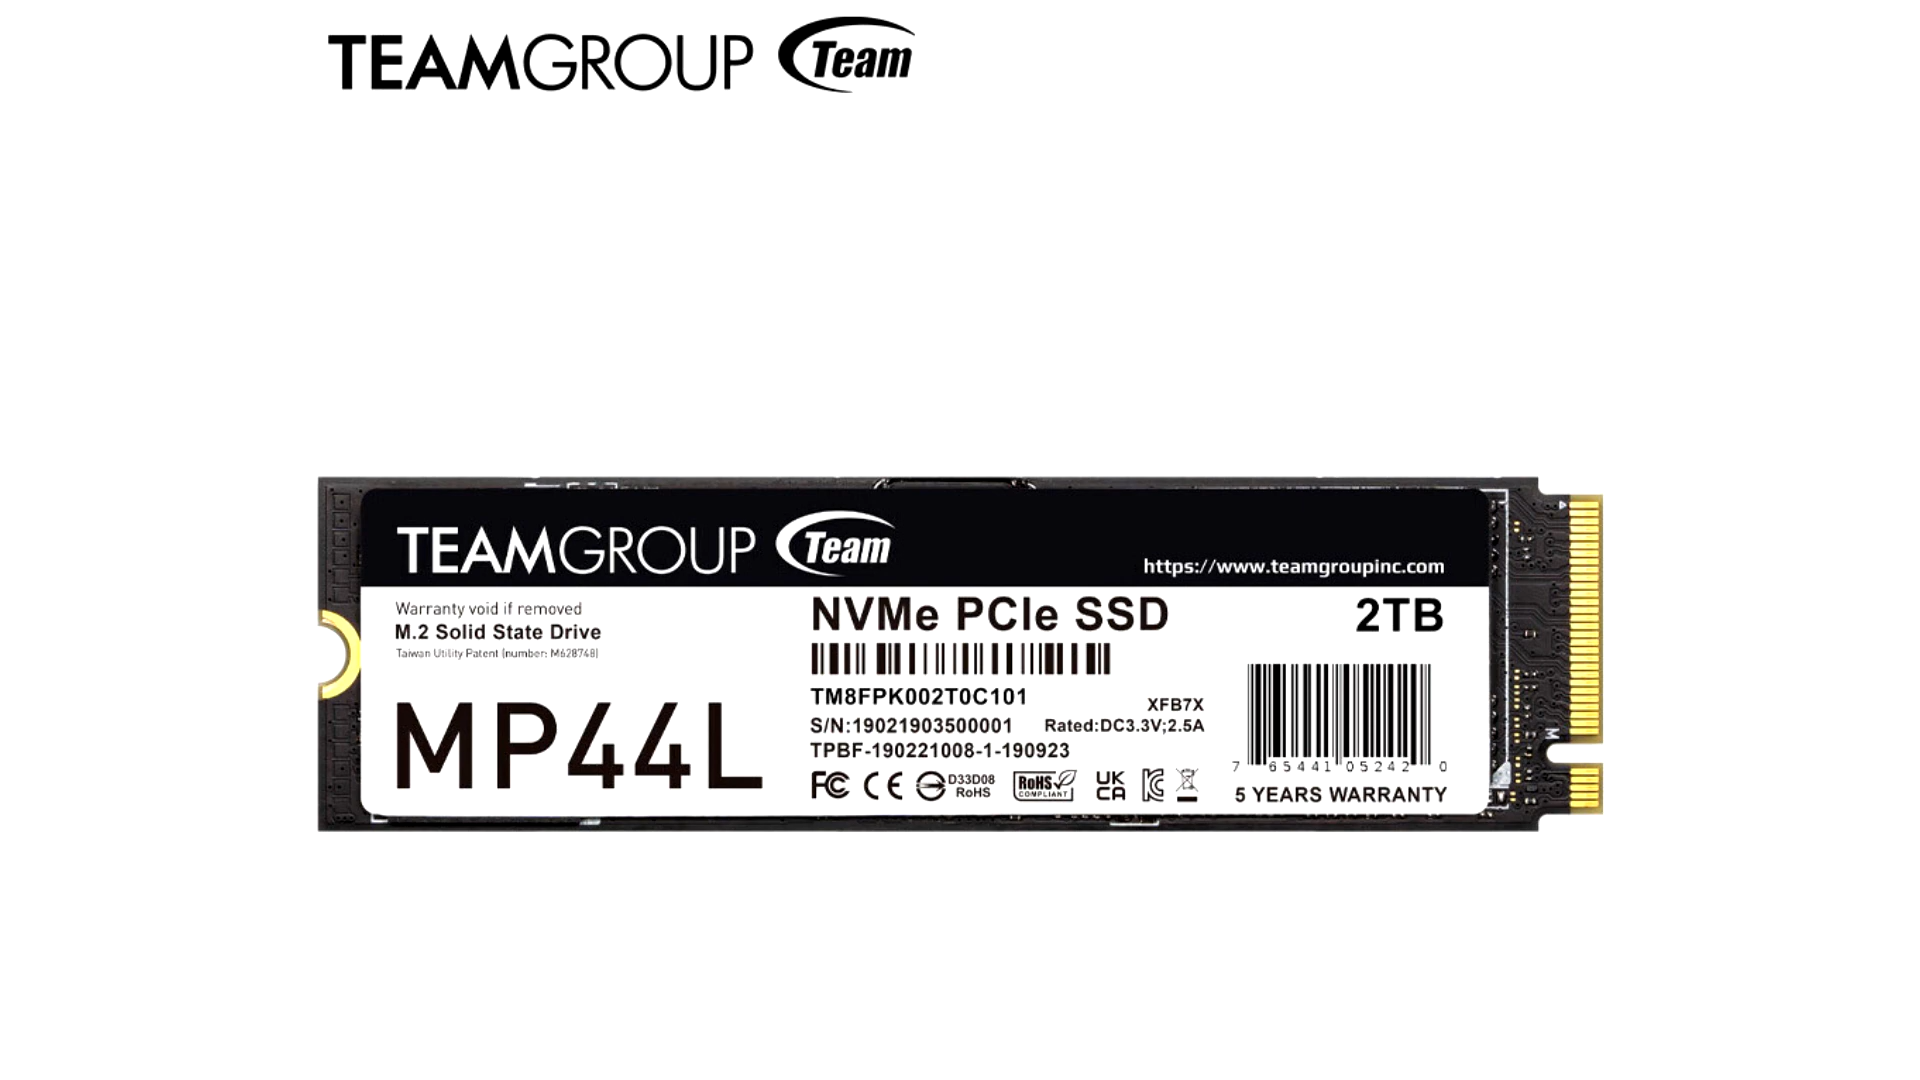 TEAMGROUP Team
TEAMGROUP Team
https://www.teamgroupinc.com
Warranty void if removed
M.2 Solid State Drive
Taiwan Utility Patent (number: M628748)
MP44L
NVMe PCIe SSD
2TB
TM8FPK002T0C101
XFB7X
S/N:19021903500001 Rated:DC3.3V;2.5A
TPBF-190221008-1-190923
FC CE D33D08 RoHS
RoHS COMPLIANT
UK CA
7 65441 05242 0
5 YEARS WARRANTY
M